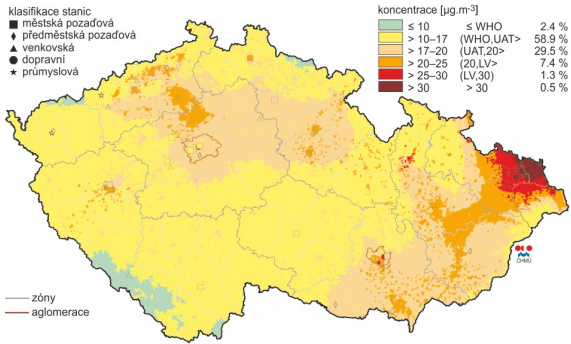 klasifikace stanic
městská pozaďová
předměstská pozaďová
venkovská
dopravní
průmyslová
koncentrace [µg.m-3]
≤ 10 ≤ WHO 2.4 %
> 10–17 (WHO,UAT> 58.9 %
> 17–20 (UAT,20> 29.5 %
> 20–25 (20,LV> 7.4 %
> 25–30 (LV,30) 1.3 %
> 30 > 30 0.5 %
ČHMÚ
zóny
aglomerace